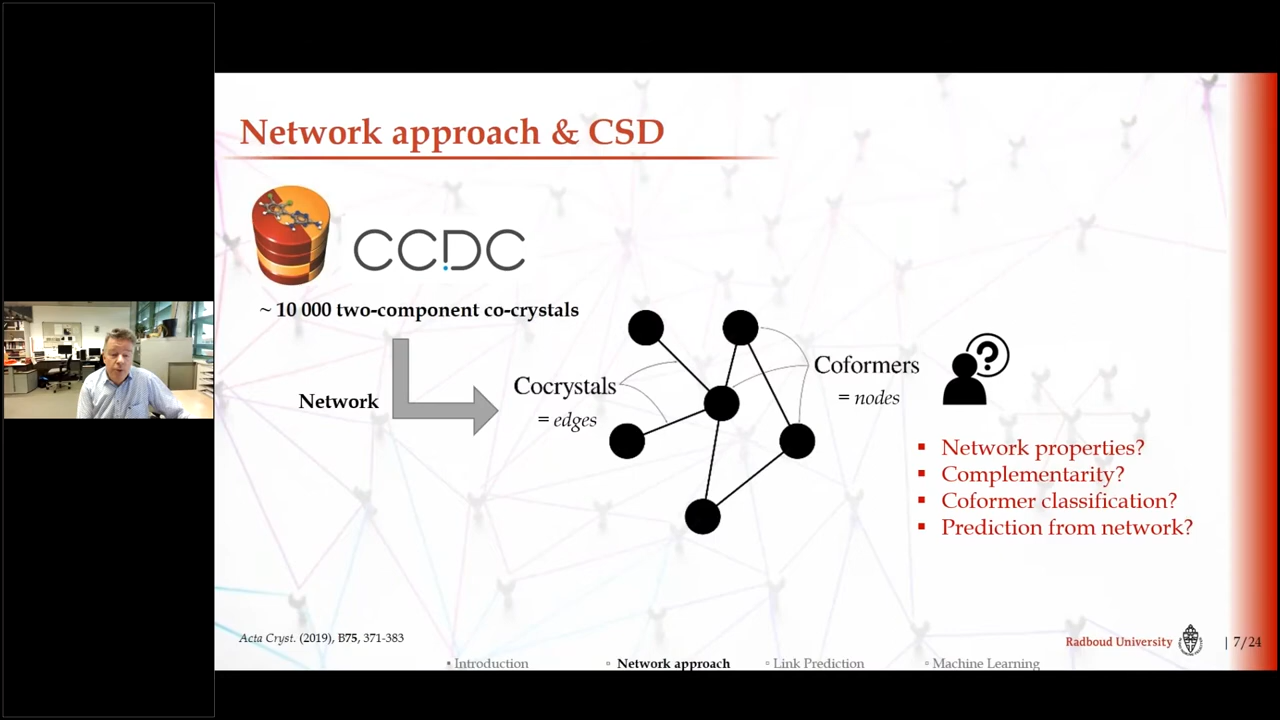 Network approach & CSD
CCDC
~ 10 000 two-component co-crystals
Network
Cocrystals
= edges
Coformers
= nodes
?
▪ Network properties?
▪ Complementarity?
▪ Coformer classification?
▪ Prediction from network?
Acta Cryst. (2019), B75, 371-383
Radboud University
| 7/24
▪ Introduction
▫ Network approach
▫ Link Prediction
▫ Machine Learning